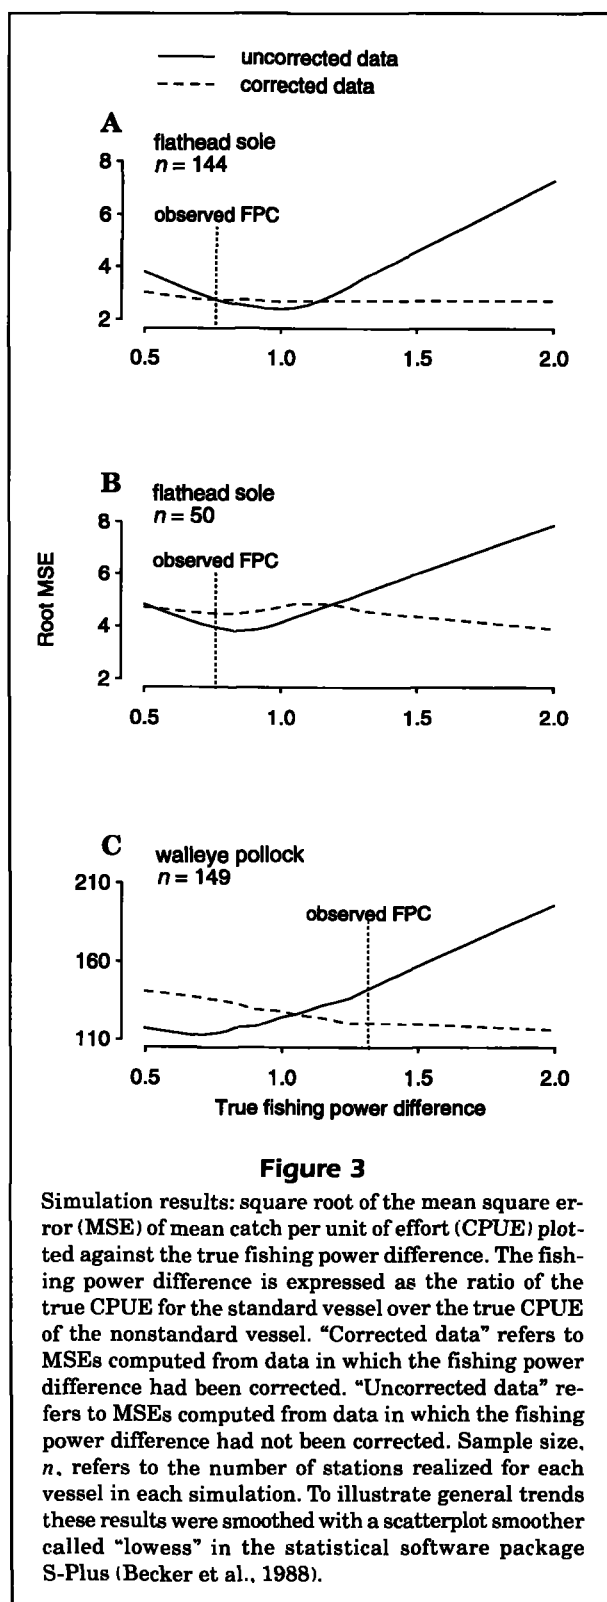 uncorrected data
corrected data
A
flathead sole
n = 144
observed FPC
8
6
4
2
0.5 1.0 1.5 2.0
B
flathead sole
n = 50
observed FPC
8
6
4
2
0.5 1.0 1.5 2.0
Root MSE
C
walleye pollock
n = 149
observed FPC
210
160
110
0.5 1.0 1.5 2.0
True fishing power difference
Figure 3
Simulation results: square root of the mean square er-
ror (MSE) of mean catch per unit of effort (CPUE) plot-
ted against the true fishing power difference. The fish-
ing power difference is expressed as the ratio of the
true CPUE for the standard vessel over the true CPUE
of the nonstandard vessel. "Corrected data" refers to
MSEs computed from data in which the fishing power
difference had been corrected. "Uncorrected data" re-
fers to MSEs computed from data in which the fishing
power difference had not been corrected. Sample size,
n, refers to the number of stations realized for each
vessel in each simulation. To illustrate general trends
these results were smoothed with a scatterplot smoother
called "lowess" in the statistical software package
S-Plus (Becker et al., 1988).